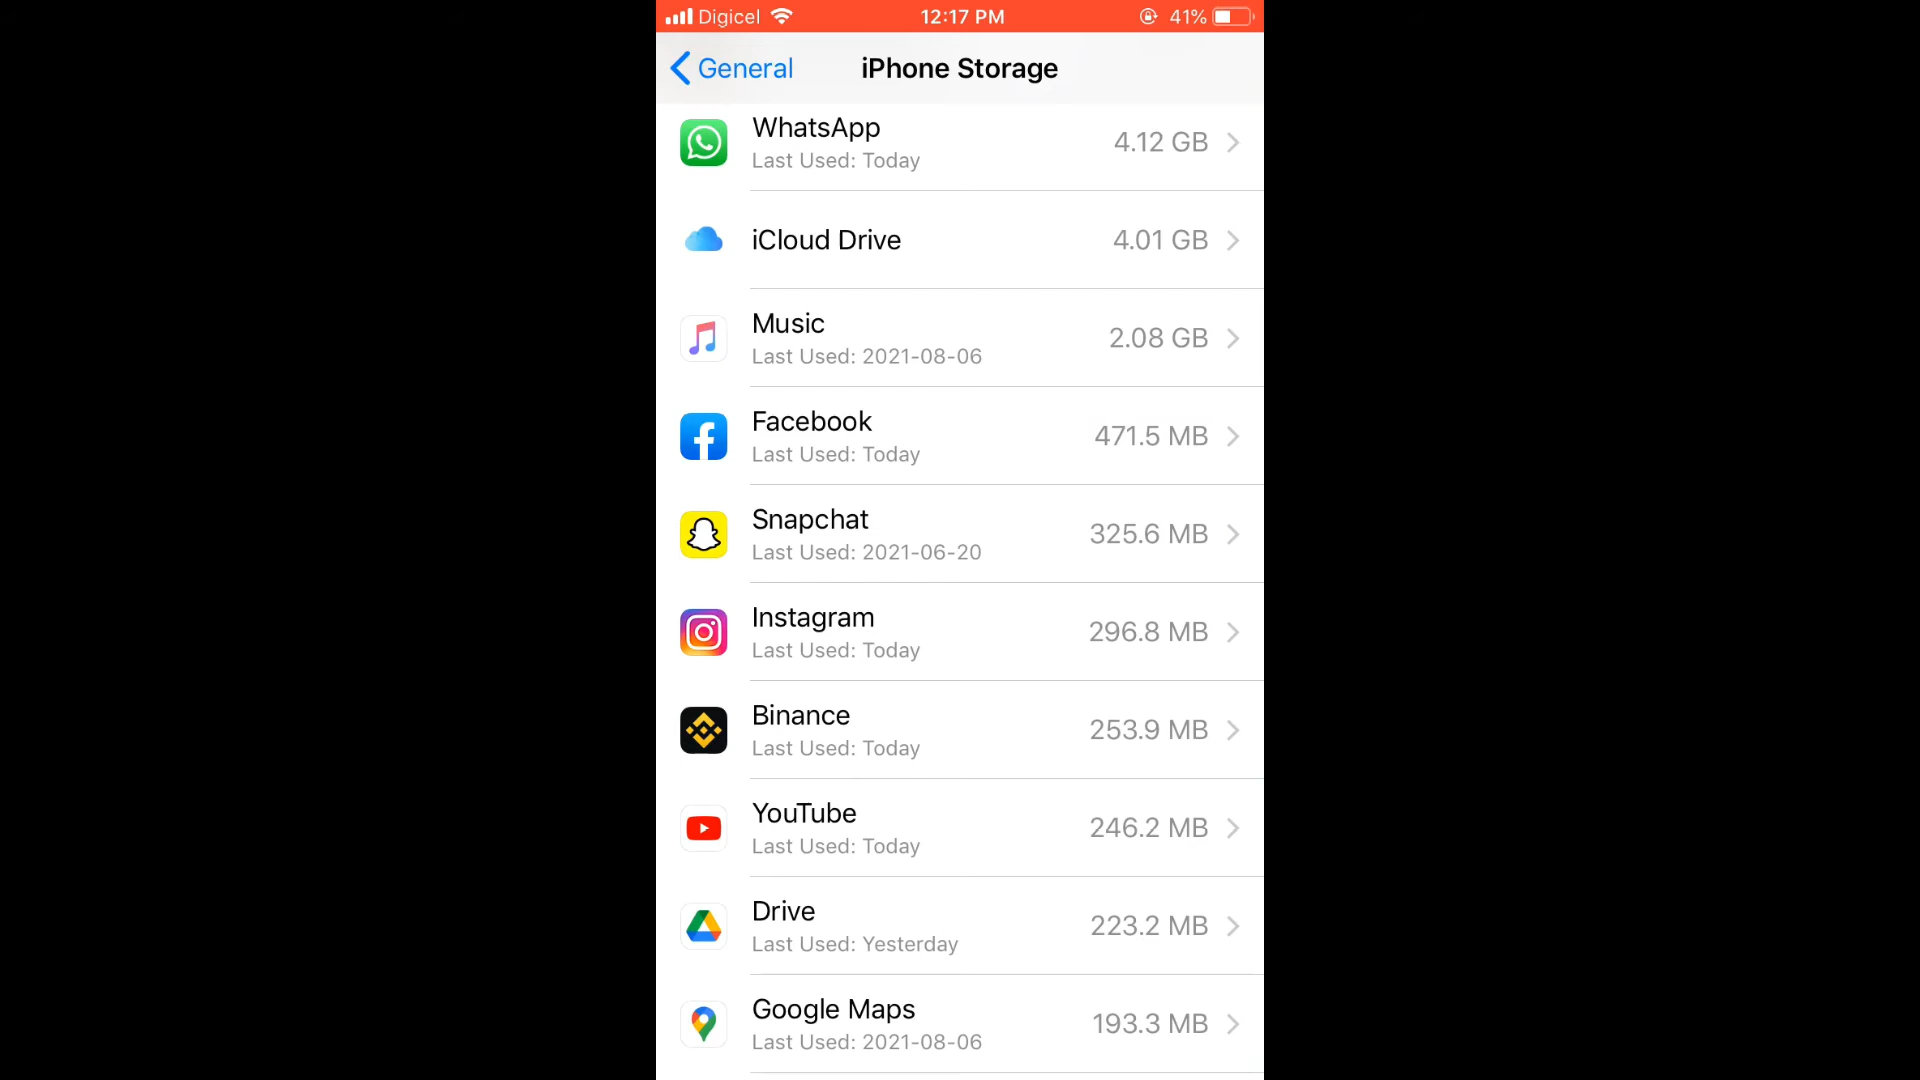 Digicel 12:17 PM 41%
General iPhone Storage
WhatsApp
Last Used: Today
4.12 GB
iCloud Drive
4.01 GB
Music
Last Used: 2021-08-06
2.08 GB
Facebook
Last Used: Today
471.5 MB
Snapchat
Last Used: 2021-06-20
325.6 MB
Instagram
Last Used: Today
296.8 MB
Binance
Last Used: Today
253.9 MB
YouTube
Last Used: Today
246.2 MB
Drive
Last Used: Yesterday
223.2 MB
Google Maps
Last Used: 2021-08-06
193.3 MB